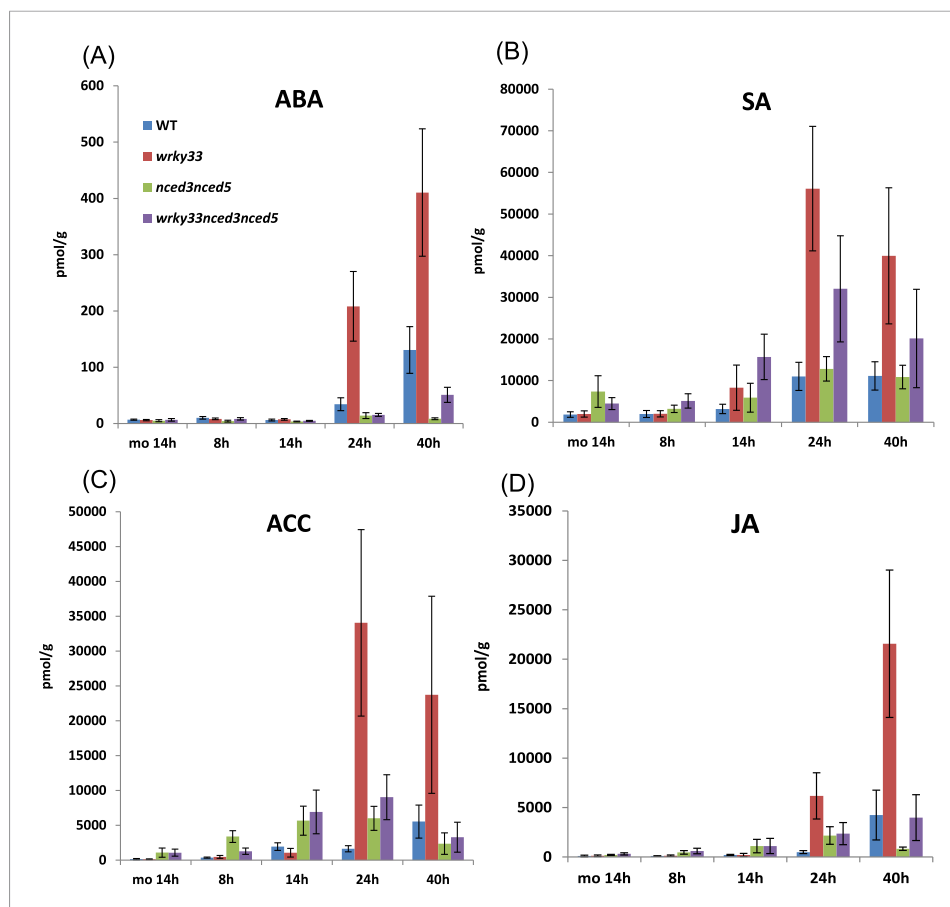 (A)
ABA
600
500
400
300
200
100
0
pmol/g
WT
wrky33
nced3nced5
wrky33nced3nced5
mo 14h 8h 14h 24h 40h
(B)
SA
80000
70000
60000
50000
40000
30000
20000
10000
0
pmol/g
mo 14h 8h 14h 24h 40h
(C)
ACC
50000
45000
40000
35000
30000
25000
20000
15000
10000
5000
0
pmol/g
mo 14h 8h 14h 24h 40h
(D)
JA
35000
30000
25000
20000
15000
10000
5000
0
pmol/g
mo 14h 8h 14h 24h 40h